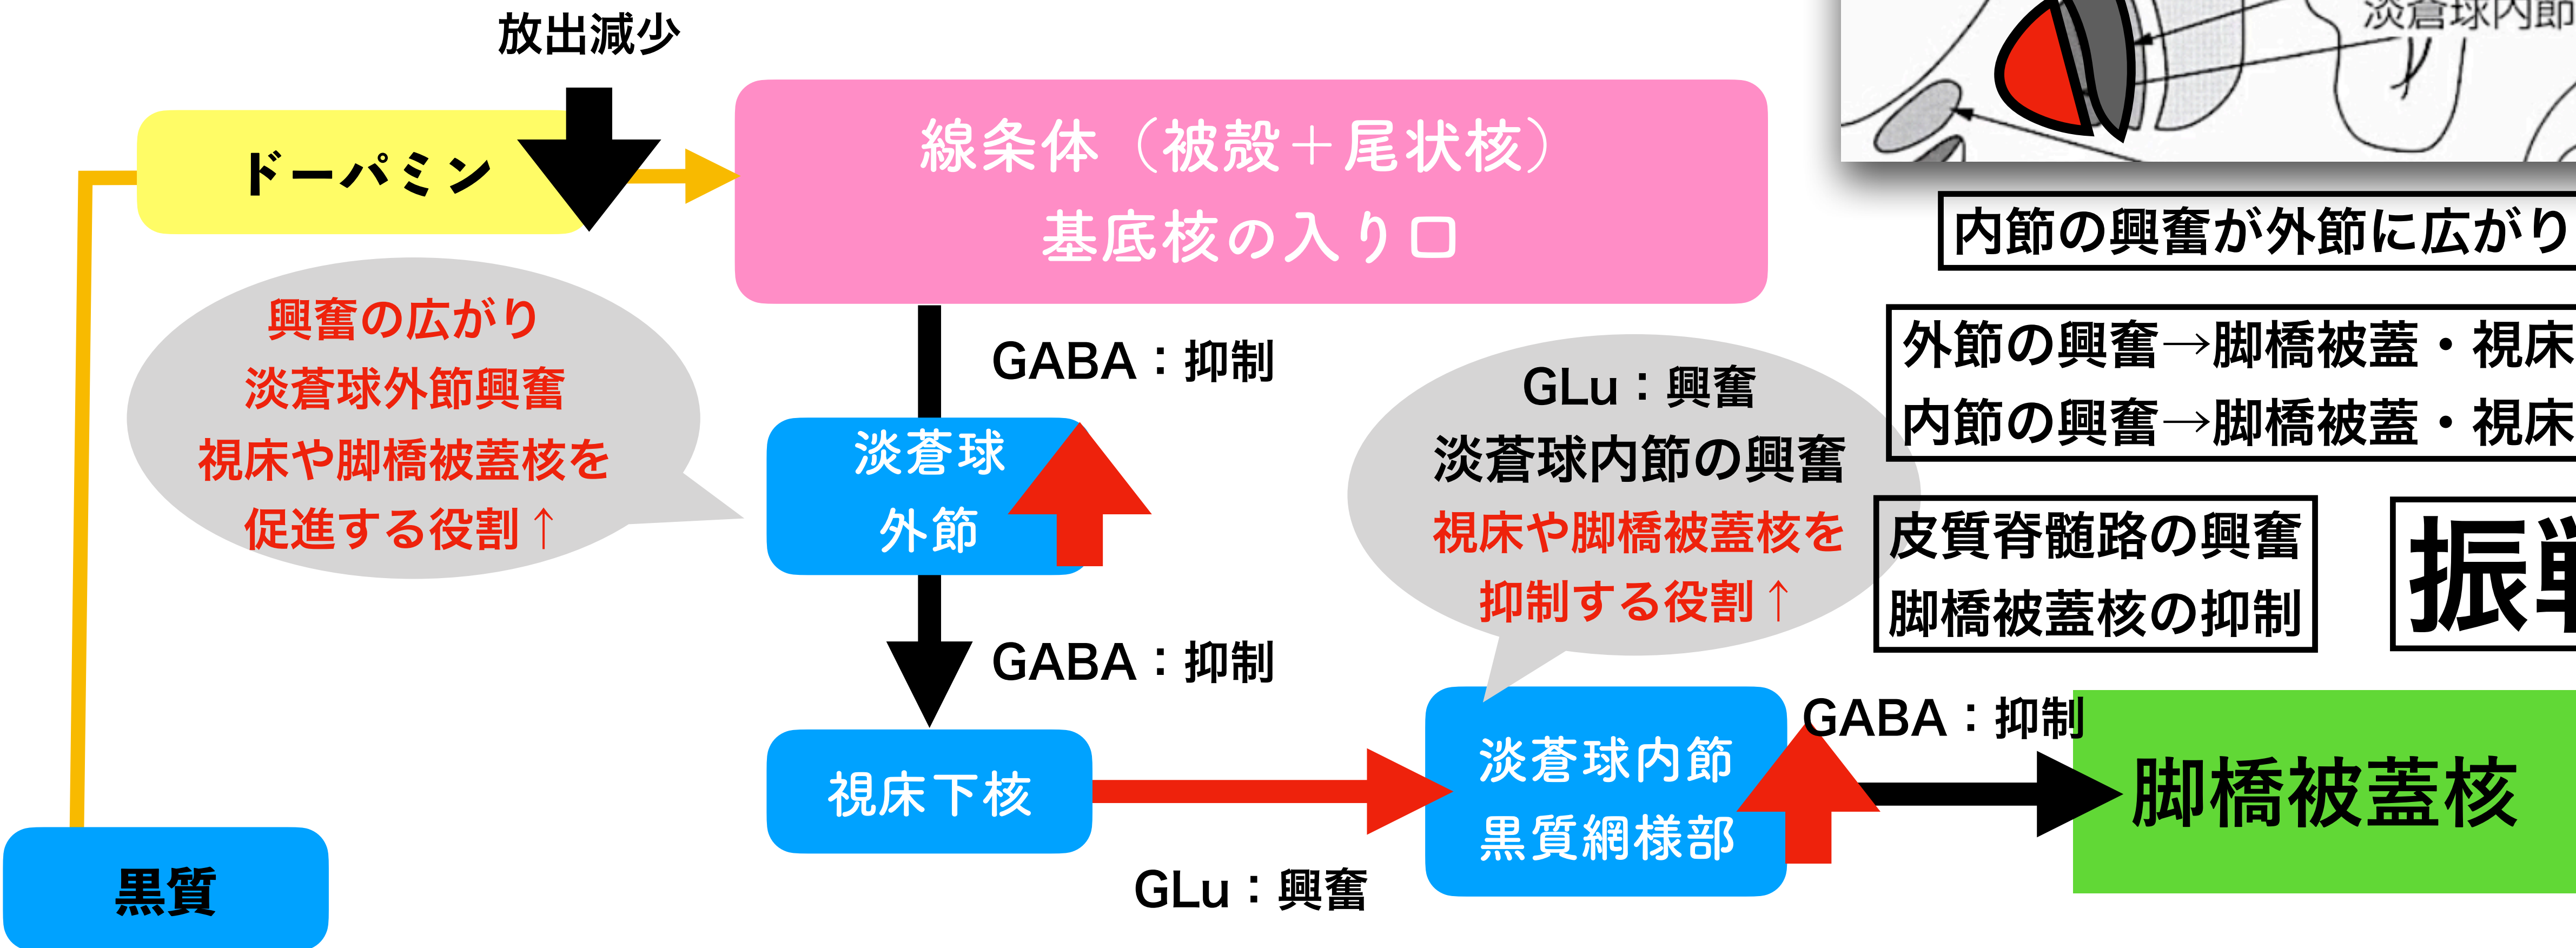 放出減少
ドーパミン
線条体（被殻＋尾状核）
基底核の入り口
淡蒼球内節
内節の興奮が外節に広がり
興奮の広がり
淡蒼球外節興奮
視床や脚橋被蓋核を
促進する役割↑
GABA：抑制
淡蒼球
外節
GABA：抑制
GLu：興奮
淡蒼球内節の興奮
視床や脚橋被蓋核を
抑制する役割↑
外節の興奮→脚橋被蓋・視床
内節の興奮→脚橋被蓋・視床
皮質脊髄路の興奮
脚橋被蓋核の抑制
振戦
視床下核
GLu：興奮
淡蒼球内節
黒質網様部
GABA：抑制
脚橋被蓋核
黒質